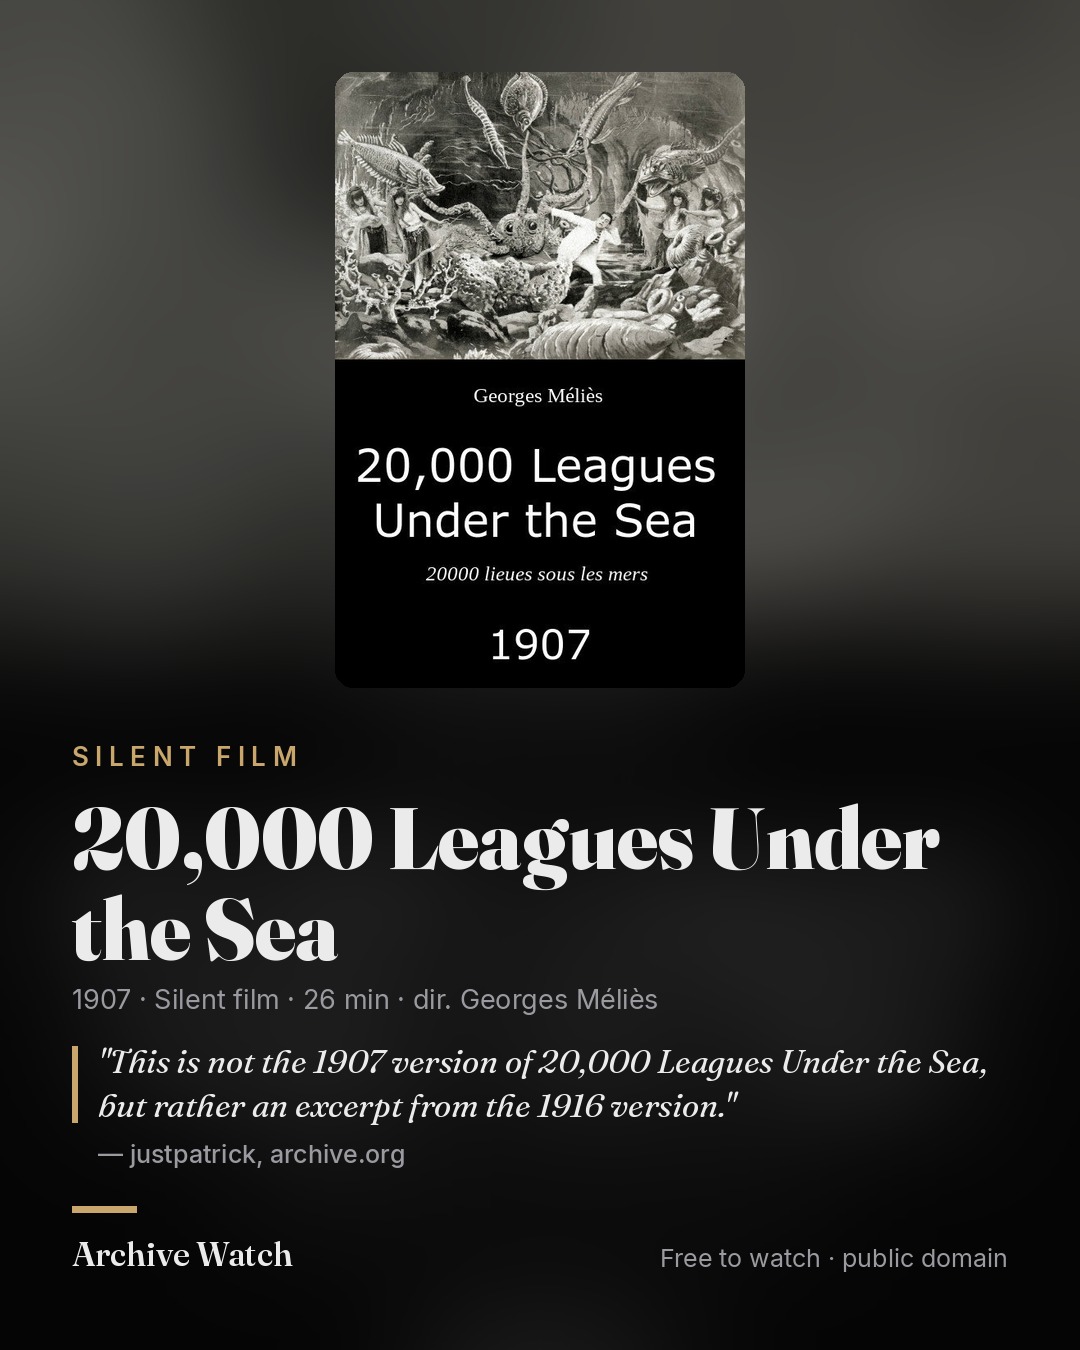 Georges Méliès
20,000 Leagues
Under the Sea
20000 lieues sous les mers
1907
SILENT FILM
20,000 Leagues Under
the Sea
1907 · Silent film · 26 min · dir. Georges Méliès
"This is not the 1907 version of 20,000 Leagues Under the Sea,
but rather an excerpt from the 1916 version."
— justpatrick, archive.org
Archive Watch
Free to watch · public domain